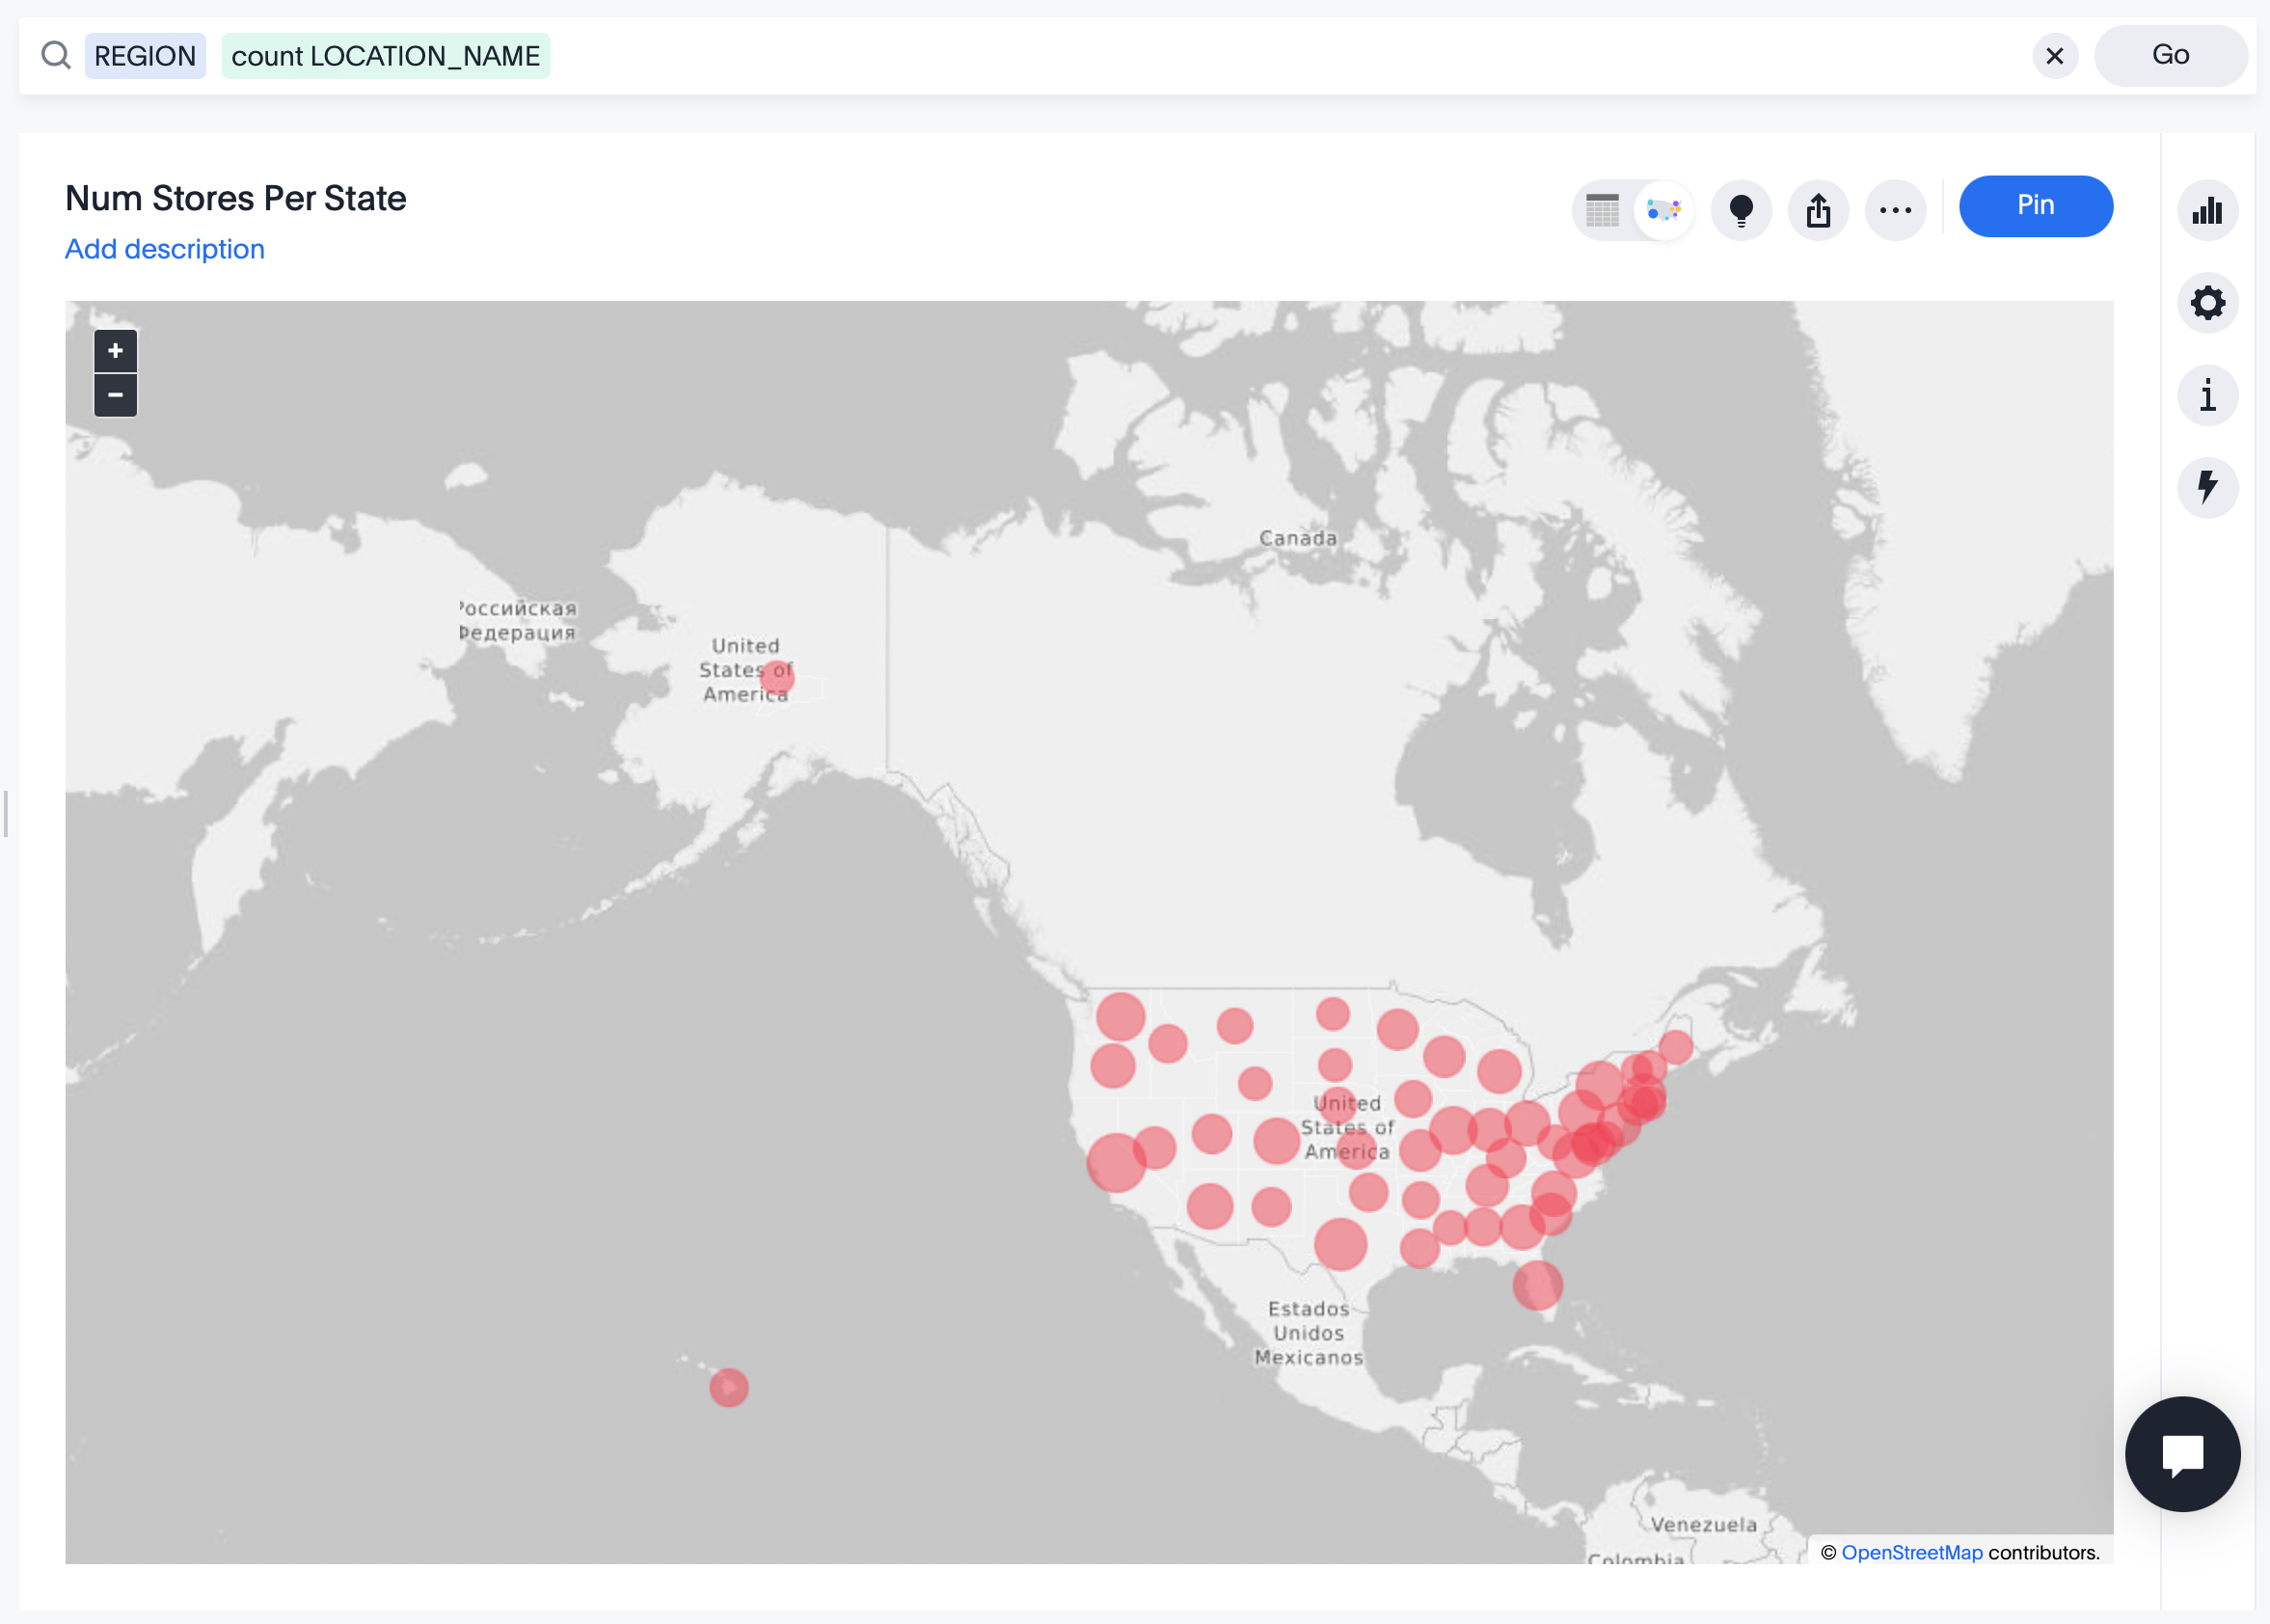 REGION count LOCATION_NAME
Go
Num Stores Per State
Add description
Pin
+
−
Canada
Российская
Федерация
United
States of
America
United
States of
America
Estados
Unidos
Mexicanos
Venezuela
Colombia
© OpenStreetMap contributors.